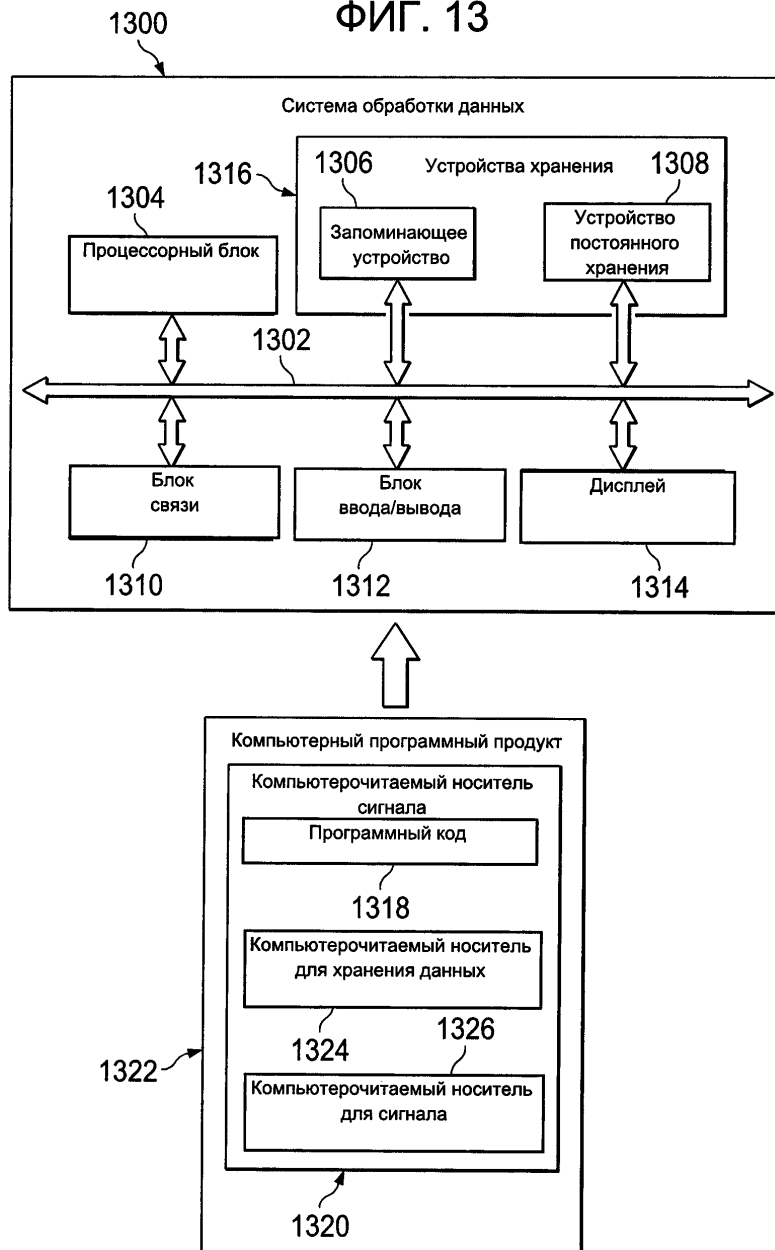 ФИГ. 13
1300
Система обработки данных
1316
1306
Устройства хранения
1308
1304
Процессорный блок
Запоминающее
устройство
Устройство
постоянного
хранения
1302
Блок
связи
Блок
ввода/вывода
Дисплей
1310
1312
1314
Компьютерный программный продукт
Компьютерочитаемый носитель
сигнала
Программный код
1318
Компьютерочитаемый носитель
для хранения данных
1324
1326
1322
Компьютерочитаемый носитель
для сигнала
1320